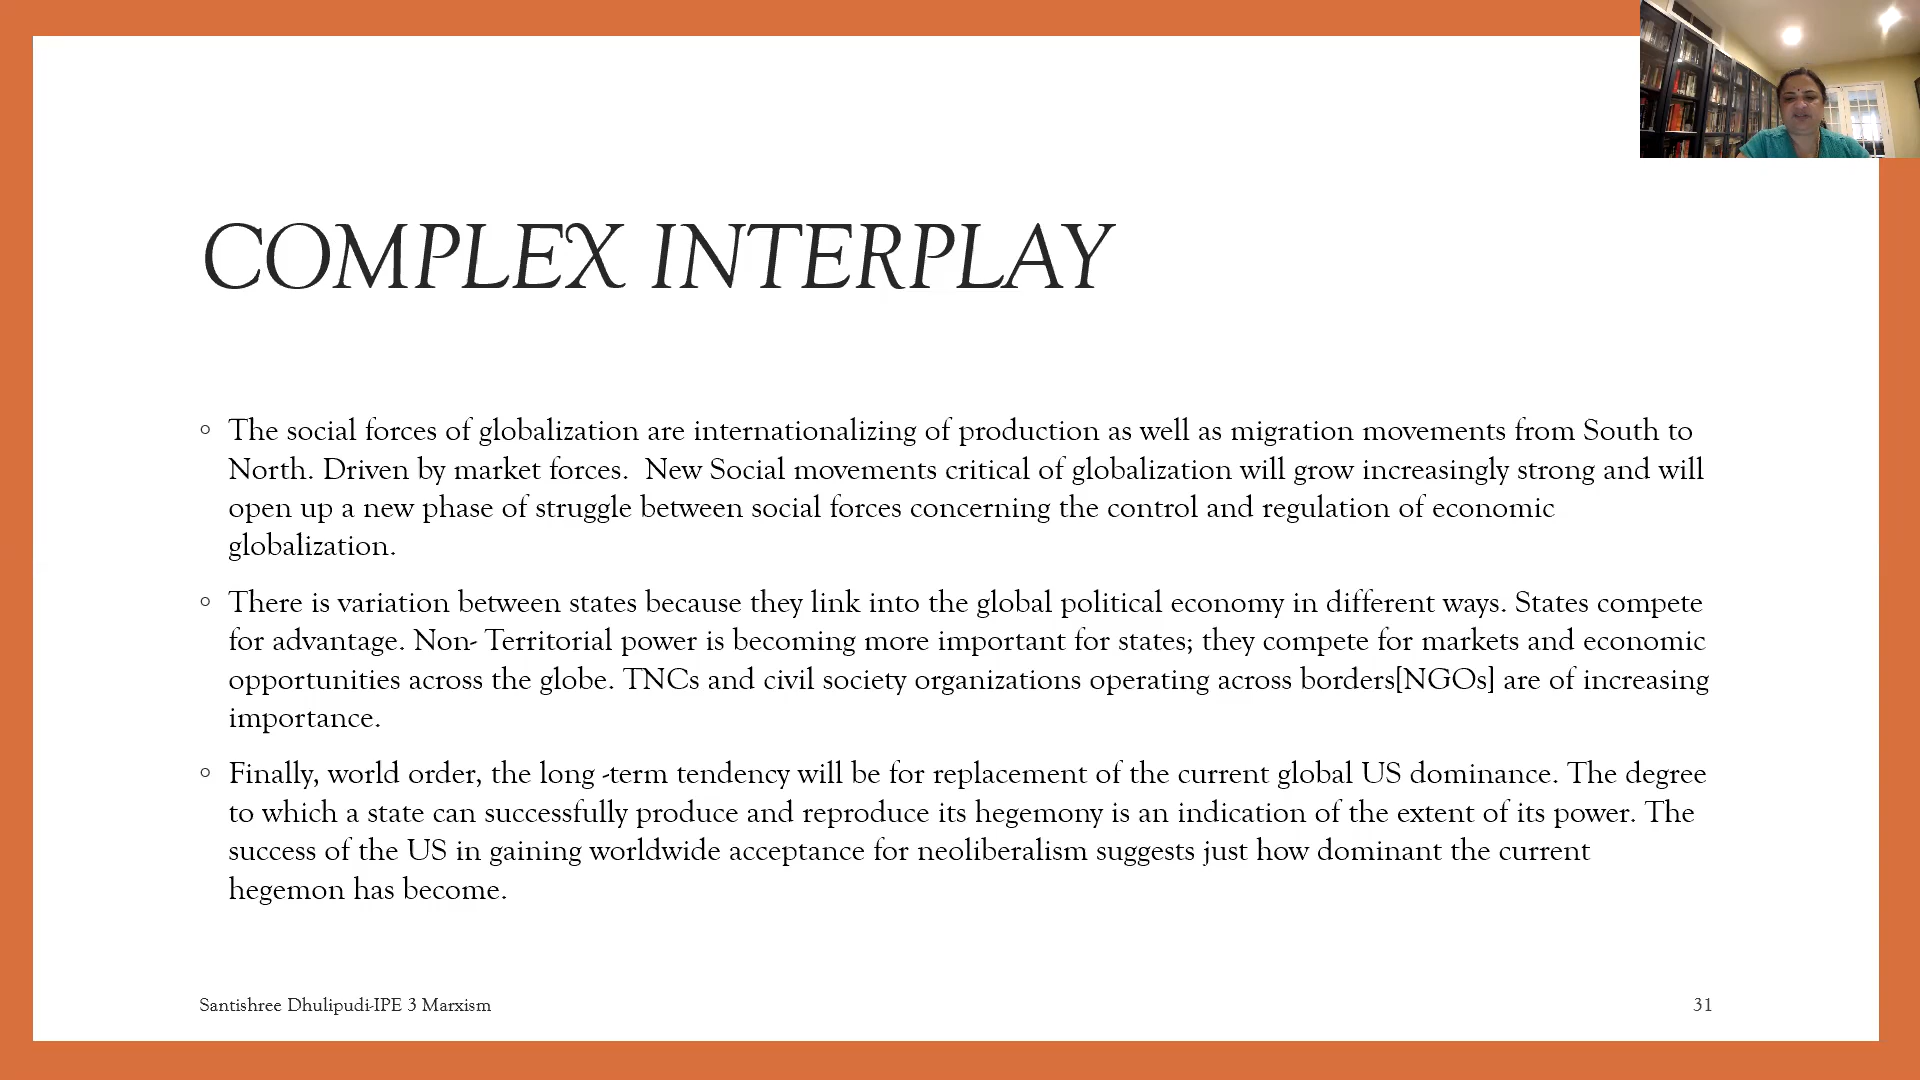 COMPLEX INTERPLAY
The social forces of globalization are internationalizing of production as well as migration movements from South to
North. Driven by market forces.  New Social movements critical of globalization will grow increasingly strong and will
open up a new phase of struggle between social forces concerning the control and regulation of economic
globalization.
There is variation between states because they link into the global political economy in different ways. States compete
for advantage. Non- Territorial power is becoming more important for states; they compete for markets and economic
opportunities across the globe. TNCs and civil society organizations operating across borders[NGOs] are of increasing
importance.
Finally, world order, the long -term tendency will be for replacement of the current global US dominance. The degree
to which a state can successfully produce and reproduce its hegemony is an indication of the extent of its power. The
success of the US in gaining worldwide acceptance for neoliberalism suggests just how dominant the current
hegemon has become.
Santishree Dhulipudi-IPE 3 Marxism
31